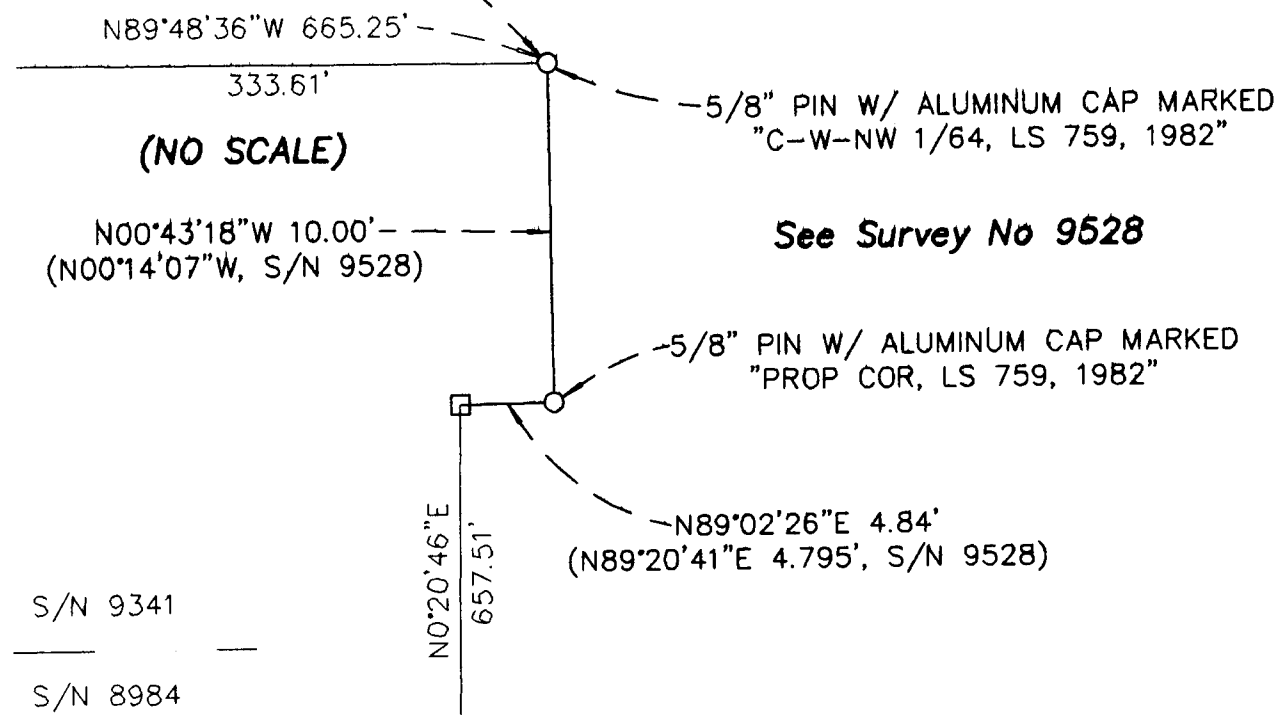 N89°48'36"W 665.25'
333.61'
5/8" PIN W/ ALUMINUM CAP MARKED
"C-W-NW 1/64, LS 759, 1982"
(NO SCALE)
N00°43'18"W 10.00'
(N00°14'07"W, S/N 9528)
See Survey No 9528
5/8" PIN W/ ALUMINUM CAP MARKED
"PROP COR, LS 759, 1982"
N89°02'26"E 4.84'
(N89°20'41"E 4.795', S/N 9528)
N0°20'46"E
657.51'
S/N 9341
S/N 8984